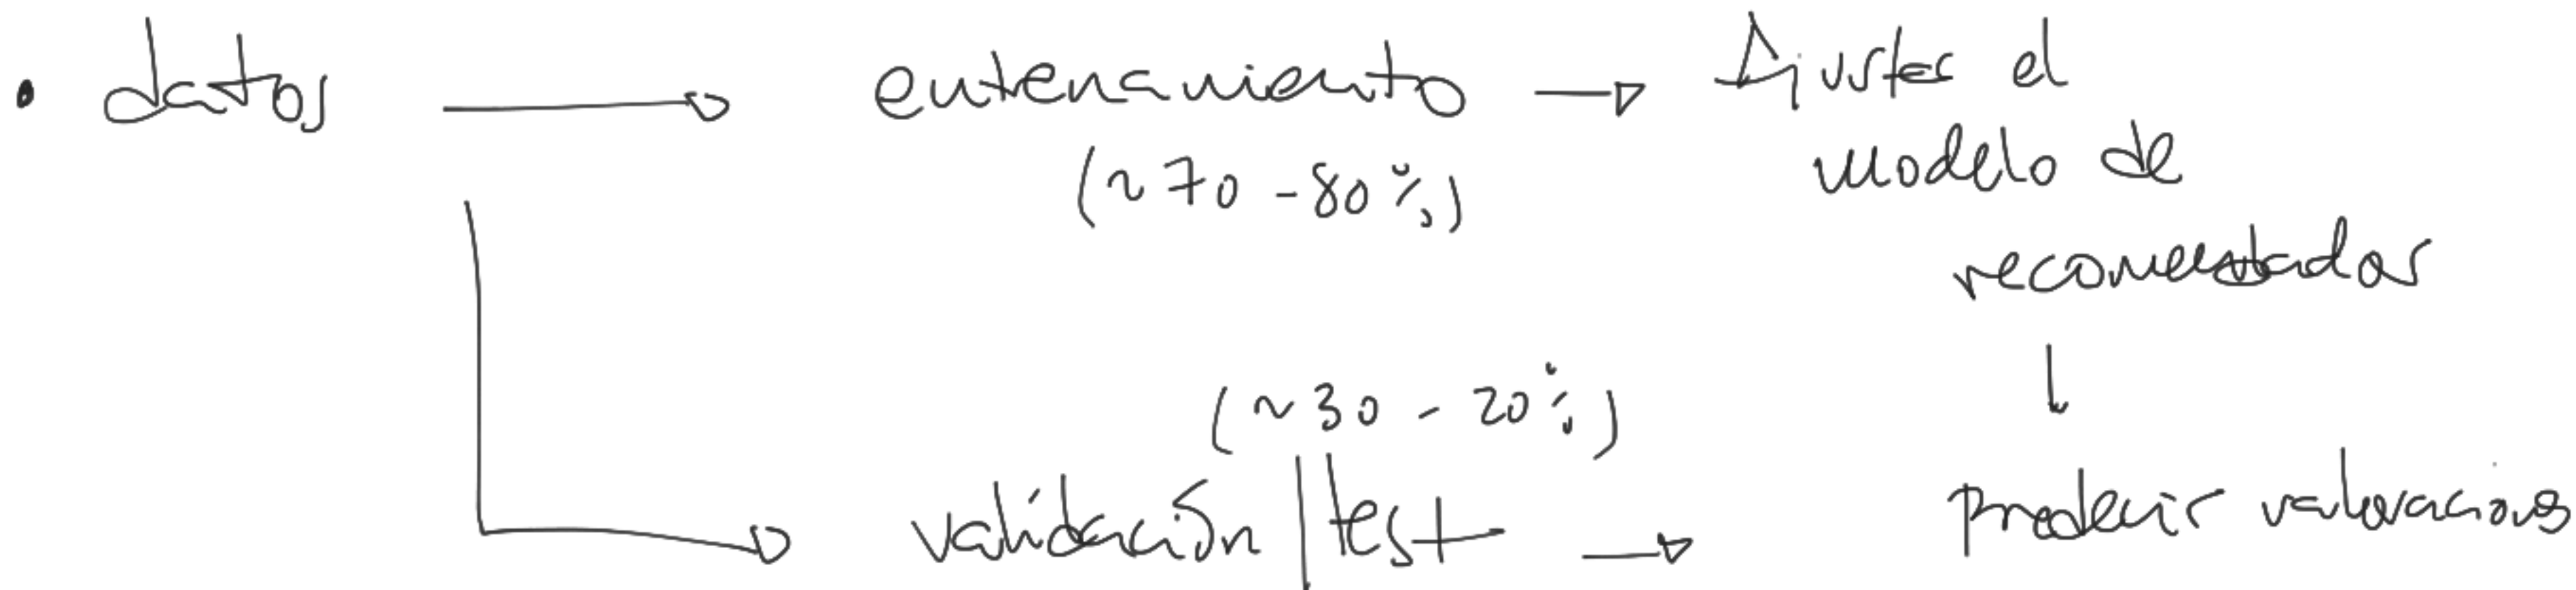 • datos → entrenamiento → Ajustar el
(~70-80%) modelo de
recomendador
↓
(~30-20%)
validación | test → predecir valoraciones